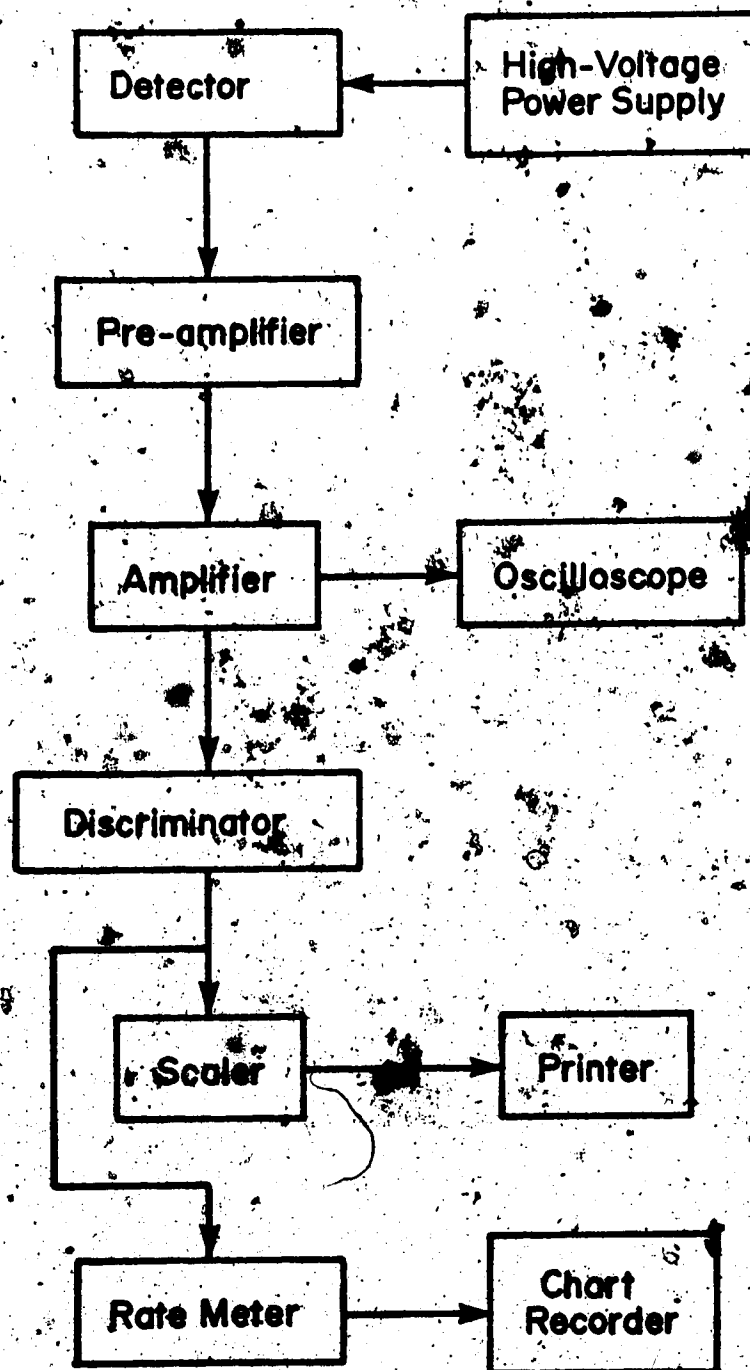 Detector
High-Voltage
Power Supply
Pre-amplifier
Amplifier
Oscilloscope
Discriminator
Scaler
Printer
Rate Meter
Chart
Recorder